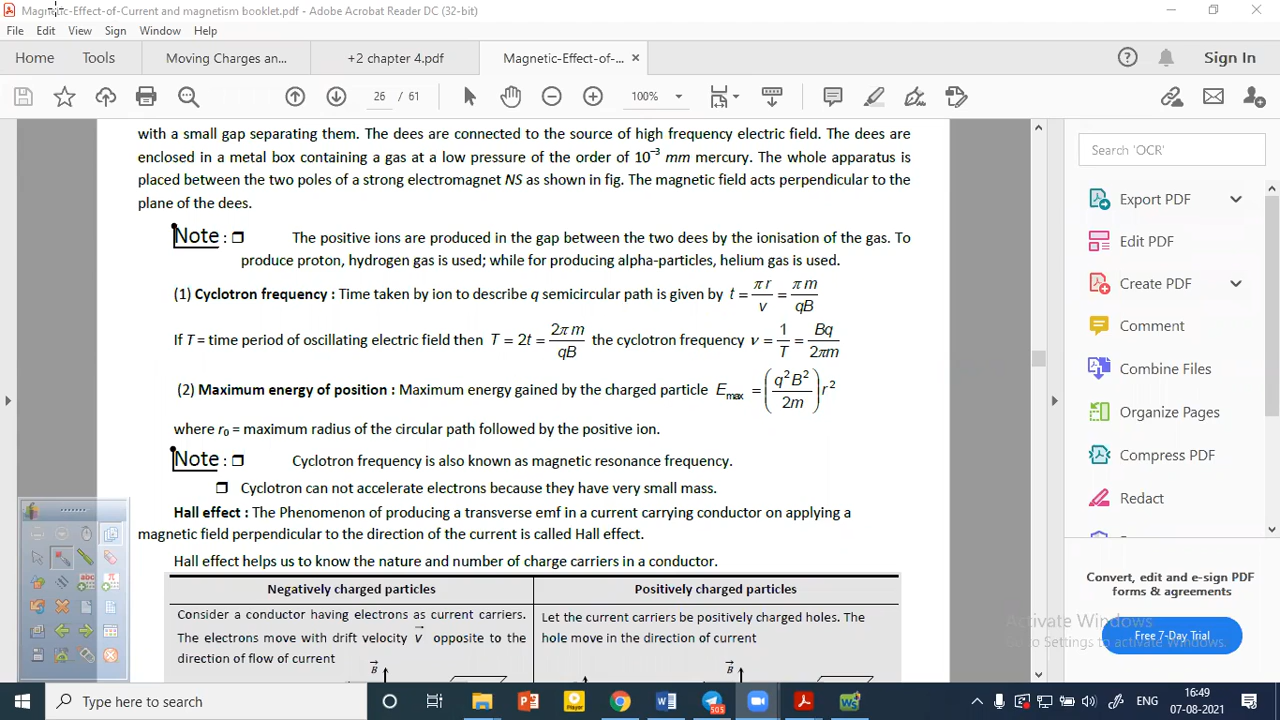 Magnetic-Effect-of-Current and magnetism booklet.pdf - Adobe Acrobat Reader DC (32-bit)
File Edit View Sign Window Help
Home Tools Moving Charges an... +2 chapter 4.pdf Magnetic-Effect-of-... × Sign In
26 / 61 100%
with a small gap separating them. The dees are connected to the source of high frequency electric field. The dees are
enclosed in a metal box containing a gas at a low pressure of the order of 10⁻³ mm mercury. The whole apparatus is
placed between the two poles of a strong electromagnet NS as shown in fig. The magnetic field acts perpendicular to the
plane of the dees.
Note : ❐ The positive ions are produced in the gap between the two dees by the ionisation of the gas. To
produce proton, hydrogen gas is used; while for producing alpha-particles, helium gas is used.
(1) Cyclotron frequency : Time taken by ion to describe q semicircular path is given by t = πr/v = πm/qB
If T = time period of oscillating electric field then T = 2t = 2πm/qB the cyclotron frequency ν = 1/T = Bq/2πm
(2) Maximum energy of position : Maximum energy gained by the charged particle E_max = (q²B²/2m) r²
where r₀ = maximum radius of the circular path followed by the positive ion.
Note : ❐ Cyclotron frequency is also known as magnetic resonance frequency.
❐ Cyclotron can not accelerate electrons because they have very small mass.
Hall effect : The Phenomenon of producing a transverse emf in a current carrying conductor on applying a
magnetic field perpendicular to the direction of the current is called Hall effect.
Hall effect helps us to know the nature and number of charge carriers in a conductor.
Negatively charged particles Positively charged particles
Consider a conductor having electrons as current carriers.
The electrons move with drift velocity v⃗ opposite to the
direction of flow of current
B⃗
Let the current carriers be positively charged holes. The
hole move in the direction of current
B⃗
Search 'OCR'
Export PDF
Edit PDF
Create PDF
Comment
Combine Files
Organize Pages
Compress PDF
Redact
Convert, edit and e-sign PDF
forms & agreements
Activate Windows
Go to Settings to activate Windows.
Free 7-Day Trial
abc
Type here to search
Player
505
ENG
16:49
07-08-2021